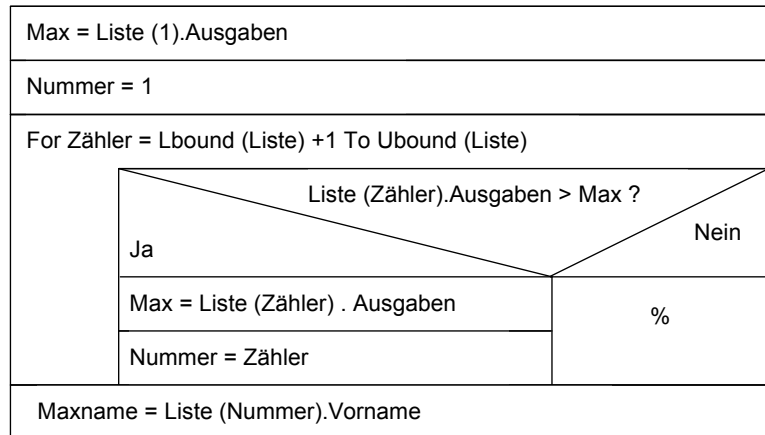 Max = Liste (1).Ausgaben
Nummer = 1
For Zähler = Lbound (Liste) +1 To Ubound (Liste)
Liste (Zähler).Ausgaben > Max ?
Ja
Nein
Max = Liste (Zähler) . Ausgaben
%
Nummer = Zähler
Maxname = Liste (Nummer).Vorname